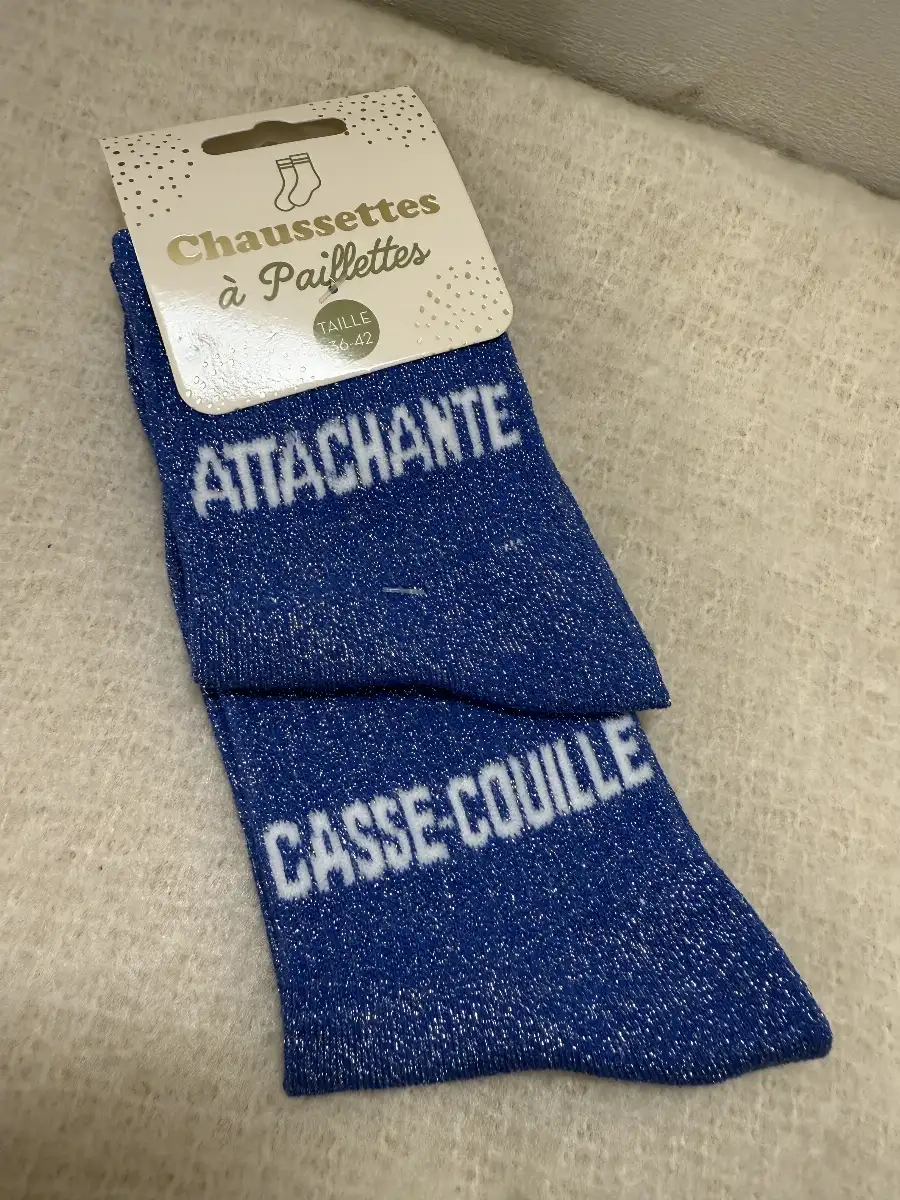 Chaussettes
à Paillettes
TAILLE
36-42
ATTACHANTE
CASSE-COUILLE